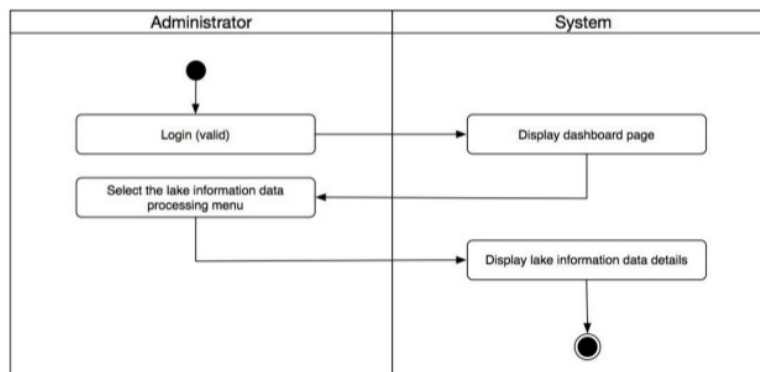 Administrator
System
Login (valid)
Display dashboard page
Select the lake information data
processing menu
Display lake information data details